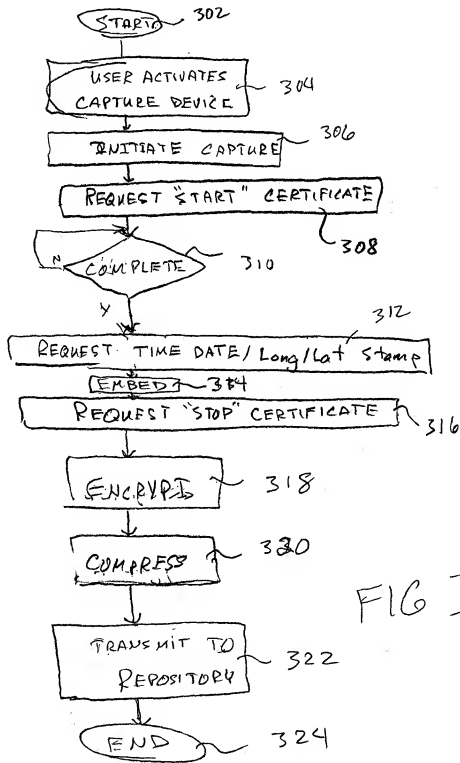 START 302
USER ACTIVATES
CAPTURE DEVICE 304
INITIATE CAPTURE 306
REQUEST "START" CERTIFICATE
308
N COMPLETE 310
Y
312
REQUEST TIME DATE/Long/Lat Stamp
EMBED 314
REQUEST "STOP" CERTIFICATE 316
ENCRYPT 318
COMPRESS 320
FIG
TRANSMIT TO
REPOSITORY 322
END 324